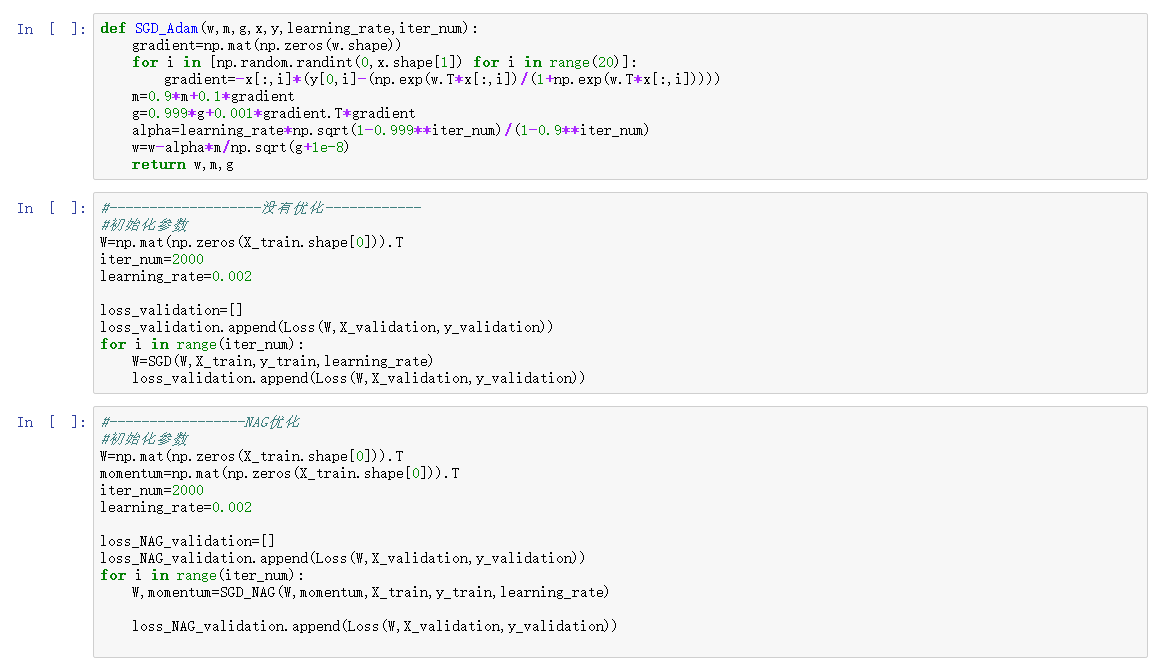 In [ ]: def SGD_Adam(w,m,g,x,y,learning_rate,iter_num):
    gradient=np.mat(np.zeros(w.shape))
    for i in [np.random.randint(0,x.shape[1]) for i in range(20)]:
        gradient=-x[:,i]*(y[0,i]-(np.exp(w.T*x[:,i])/(1+np.exp(w.T*x[:,i]))))
    m=0.9*m+0.1*gradient
    g=0.999*g+0.001*gradient.T*gradient
    alpha=learning_rate*np.sqrt(1-0.999**iter_num)/(1-0.9**iter_num)
    w=w-alpha*m/np.sqrt(g+1e-8)
    return w,m,g
In [ ]: #-------------------没有优化------------
#初始化参数
W=np.mat(np.zeros(X_train.shape[0])).T
iter_num=2000
learning_rate=0.002
loss_validation=[]
loss_validation.append(Loss(W,X_validation,y_validation))
for i in range(iter_num):
    W=SGD(W,X_train,y_train,learning_rate)
    loss_validation.append(Loss(W,X_validation,y_validation))
In [ ]: #-----------------NAG优化
#初始化参数
W=np.mat(np.zeros(X_train.shape[0])).T
momentum=np.mat(np.zeros(X_train.shape[0])).T
iter_num=2000
learning_rate=0.002
loss_NAG_validation=[]
loss_NAG_validation.append(Loss(W,X_validation,y_validation))
for i in range(iter_num):
    W,momentum=SGD_NAG(W,momentum,X_train,y_train,learning_rate)
    loss_NAG_validation.append(Loss(W,X_validation,y_validation))